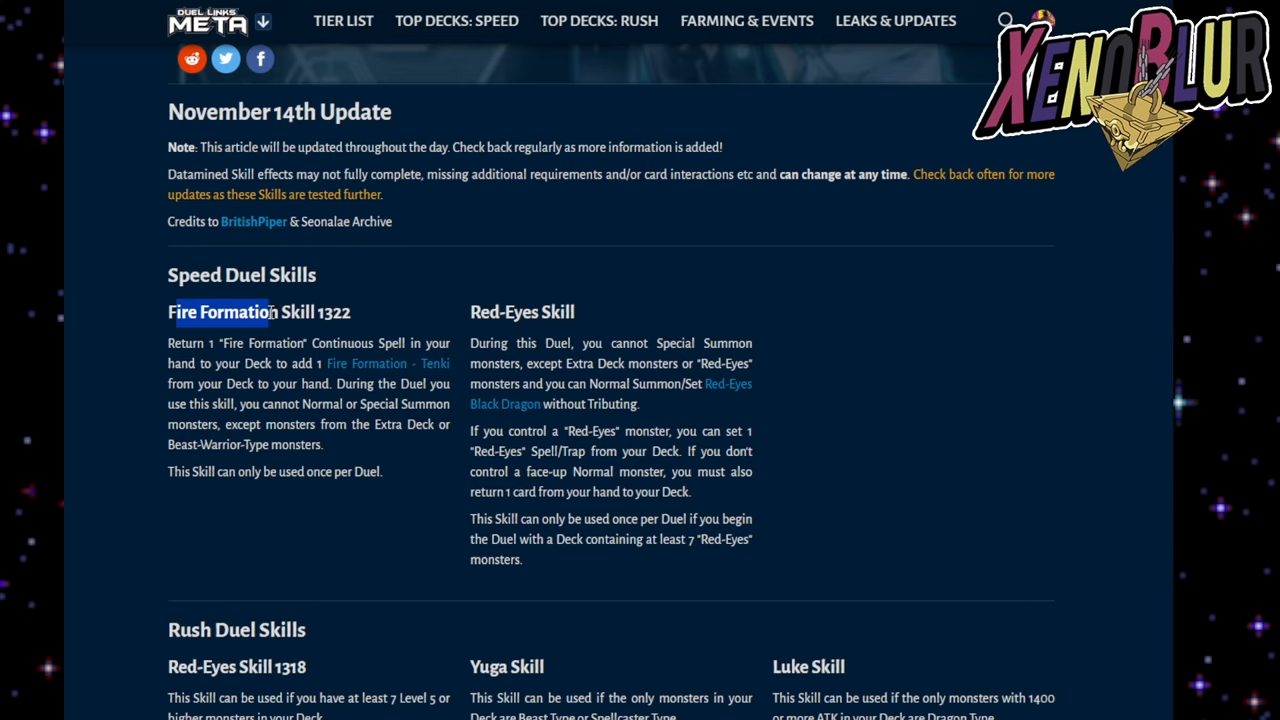 DUEL LINKS
META
TIER LIST
TOP DECKS: SPEED
TOP DECKS: RUSH
FARMING & EVENTS
LEAKS & UPDATES
XENOBLUR
November 14th Update
Note: This article will be updated throughout the day. Check back regularly as more information is added!
Datamined Skill effects may not fully complete, missing additional requirements and/or card interactions etc and can change at any time. Check back often for more
updates as these Skills are tested further.
Credits to BritishPiper & Seonalae Archive
Speed Duel Skills
Fire Formation Skill 1322
Return 1 "Fire Formation" Continuous Spell in your
hand to your Deck to add 1 Fire Formation - Tenki
from your Deck to your hand. During the Duel you
use this skill, you cannot Normal or Special Summon
monsters, except monsters from the Extra Deck or
Beast-Warrior-Type monsters.
This Skill can only be used once per Duel.
Red-Eyes Skill
During this Duel, you cannot Special Summon
monsters, except Extra Deck monsters or "Red-Eyes"
monsters and you can Normal Summon/Set Red-Eyes
Black Dragon without Tributing.
If you control a "Red-Eyes" monster, you can set 1
"Red-Eyes" Spell/Trap from your Deck. If you don't
control a face-up Normal monster, you must also
return 1 card from your hand to your Deck.
This Skill can only be used once per Duel if you begin
the Duel with a Deck containing at least 7 "Red-Eyes"
monsters.
Rush Duel Skills
Red-Eyes Skill 1318
This Skill can be used if you have at least 7 Level 5 or
higher monsters in your Deck
Yuga Skill
This Skill can be used if the only monsters in your
Deck are Beast Type or Spellcaster Type
Luke Skill
This Skill can be used if the only monsters with 1400
or more ATK in your Deck are Dragon Type